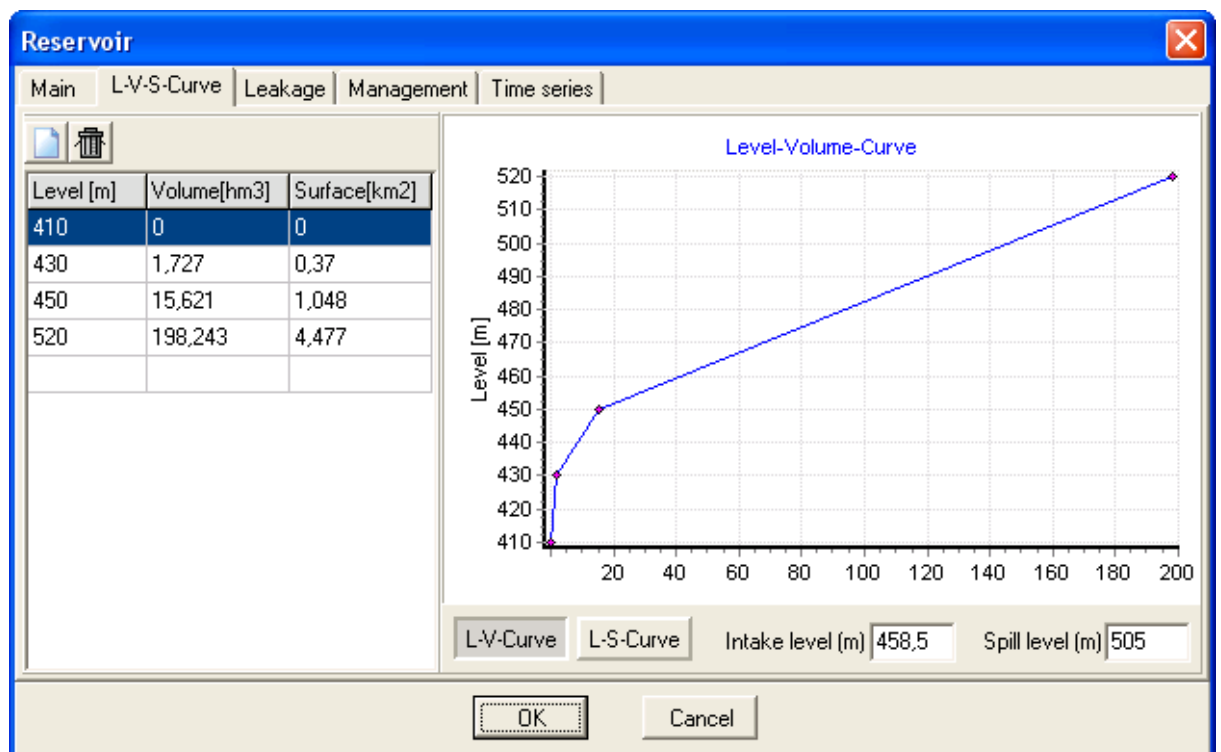 Reservoir
Main L-V-S-Curve Leakage Management Time series
Level [m] Volume[hm3] Surface[km2]
410 0 0
430 1,727 0,37
450 15,621 1,048
520 198,243 4,477
Level-Volume-Curve
Level [m]
520
510
500
490
480
470
460
450
440
430
420
410
20 40 60 80 100 120 140 160 180 200
L-V-Curve L-S-Curve Intake level (m) 458,5 Spill level (m) 505
OK Cancel